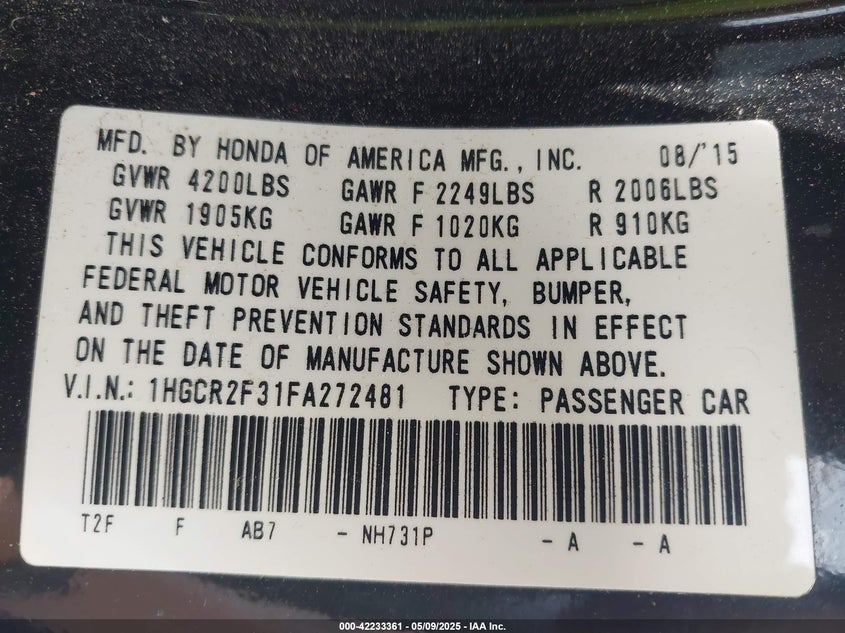 MFD. BY HONDA OF AMERICA MFG., INC. 08/'15
GVWR 4200LBS GAWR F 2249LBS R 2006LBS
GVWR 1905KG GAWR F 1020KG R 910KG
THIS VEHICLE CONFORMS TO ALL APPLICABLE
FEDERAL MOTOR VEHICLE SAFETY, BUMPER,
AND THEFT PREVENTION STANDARDS IN EFFECT
ON THE DATE OF MANUFACTURE SHOWN ABOVE.
V.I.N.: 1HGCR2F31FA272481 TYPE: PASSENGER CAR
T2F F AB7 - NH731P - A - A
000-42233361 - 05/09/2025 - IAA Inc.